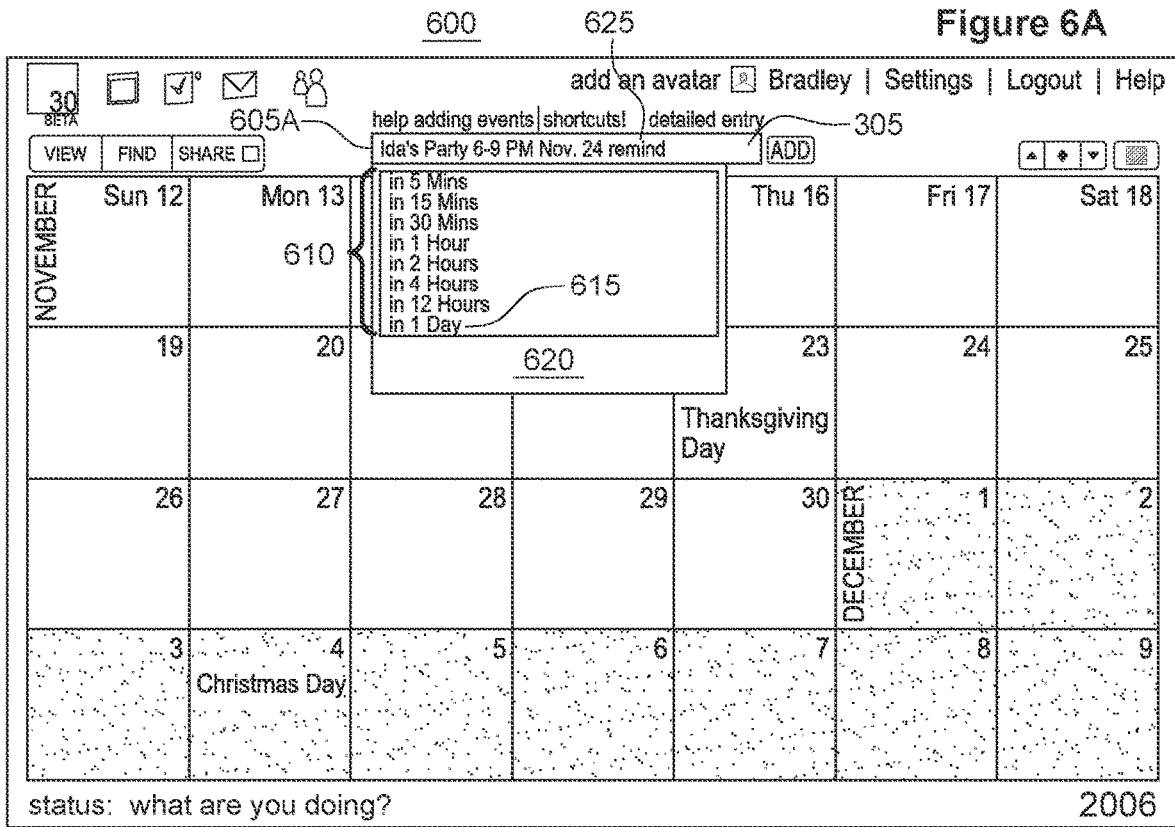 Figure 6A
600 625
30 add an avatar Bradley | Settings | Logout | Help
BETA 605A help adding events | shortcuts! detailed entry 305
VIEW FIND SHARE Ida's Party 6-9 PM Nov. 24 remind ADD
NOVEMBER
Sun 12 Mon 13 Thu 16 Fri 17 Sat 18
610
in 5 Mins
in 15 Mins
in 30 Mins
in 1 Hour
in 2 Hours
in 4 Hours
in 12 Hours
in 1 Day
615
620
19 20 23 24 25
Thanksgiving
Day
26 27 28 29 30 1 2
DECEMBER
3 4 5 6 7 8 9
Christmas Day
status: what are you doing? 2006